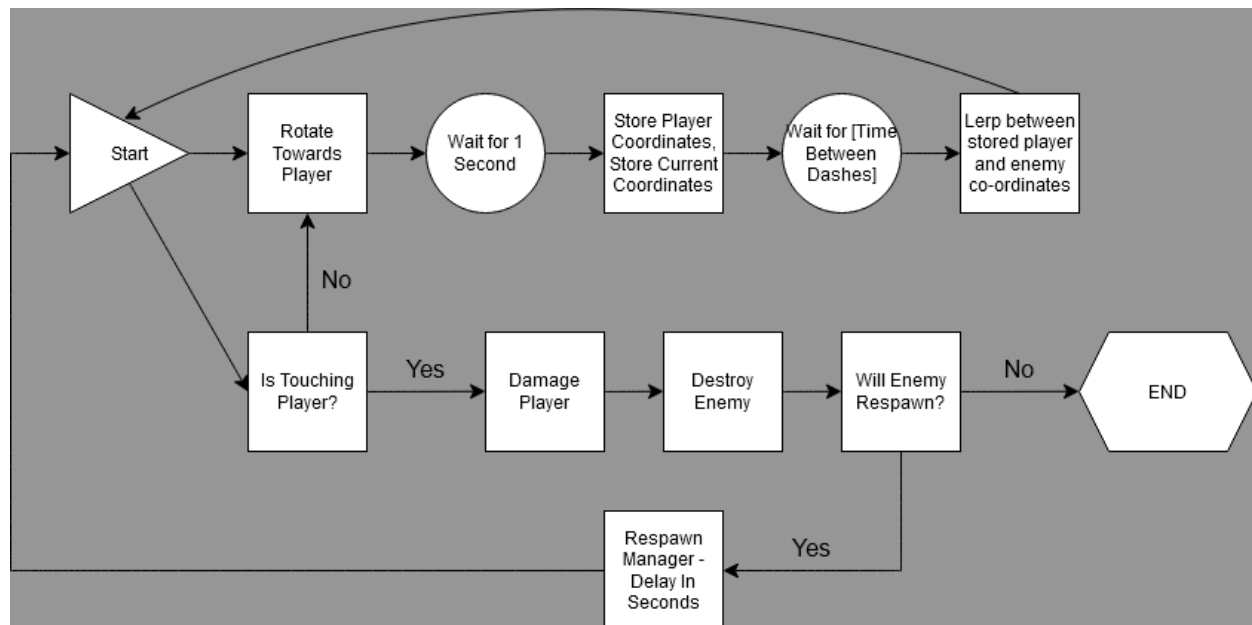 Start
Rotate
Towards
Player
Wait for 1
Second
Store Player
Coordinates,
Store Current
Coordinates
Wait for [Time
Between
Dashes]
Lerp between
stored player
and enemy
co-ordinates
No
Is Touching
Player?
Yes
Damage
Player
Destroy
Enemy
Will Enemy
Respawn?
No
END
Respawn
Manager -
Delay In
Seconds
Yes